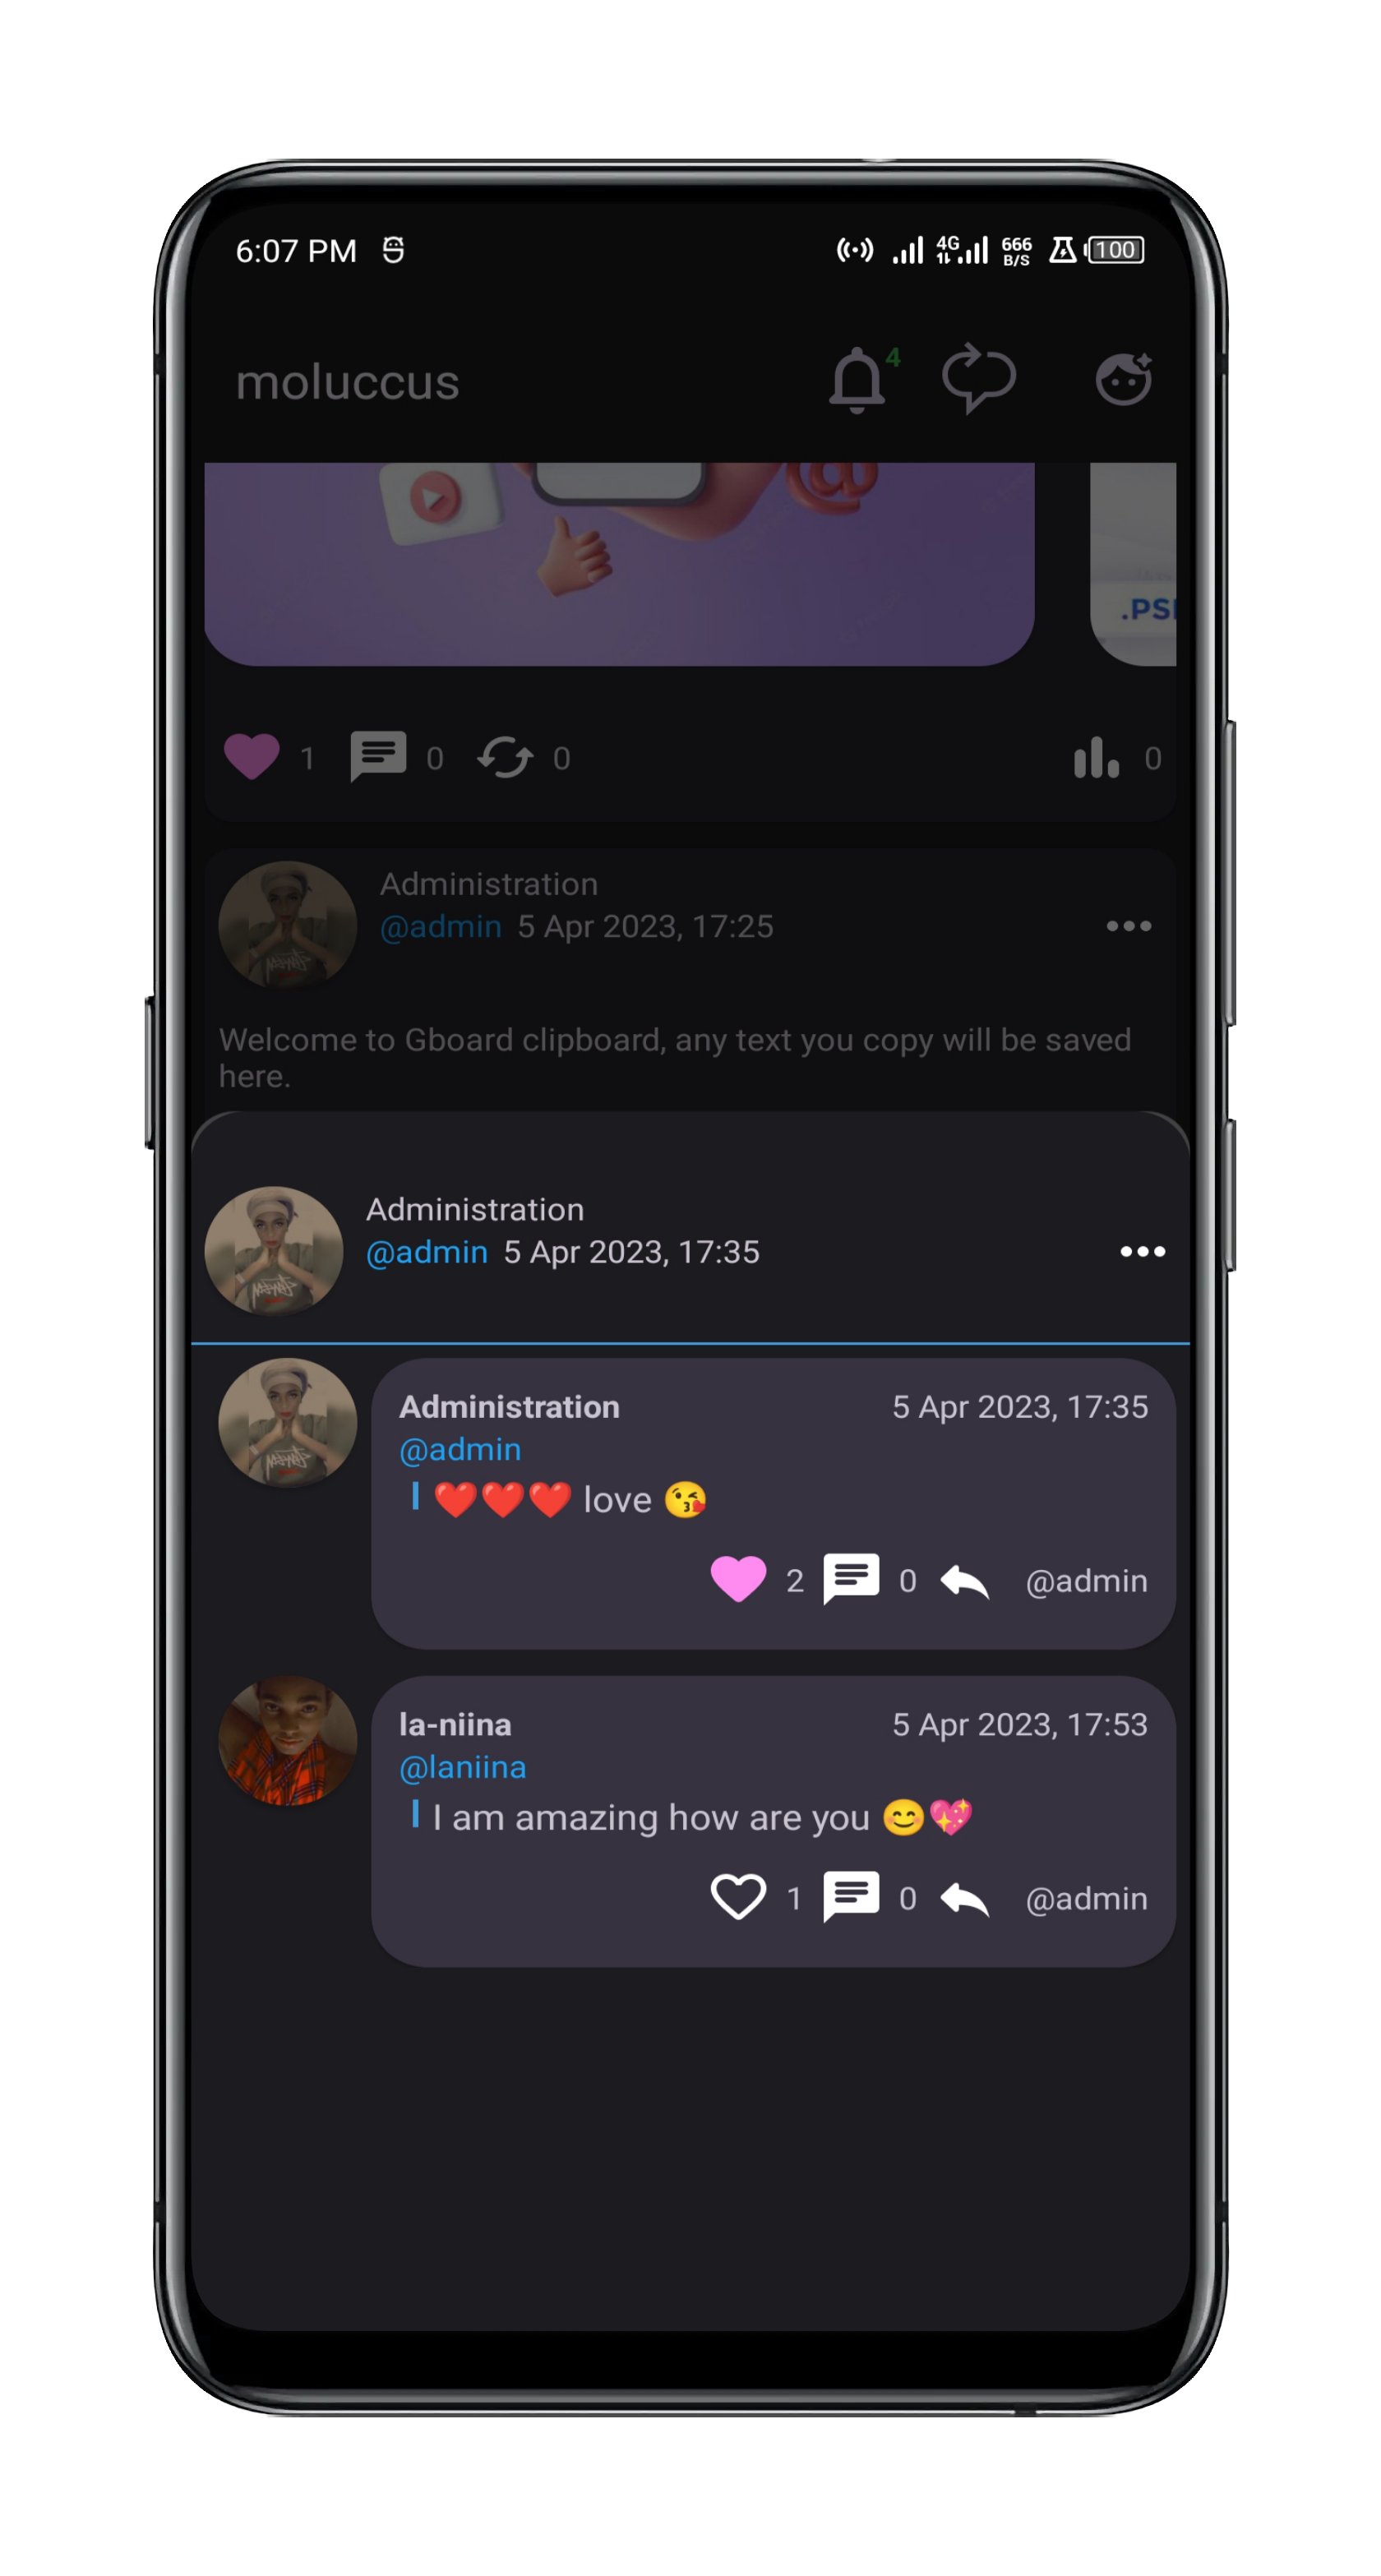 6:07 PM 4G 666 B/S 100
moluccus 4
@
.PS
1 0 0 0
Administration
@admin 5 Apr 2023, 17:25
Welcome to Gboard clipboard, any text you copy will be saved
here.
Administration
@admin 5 Apr 2023, 17:35
Administration 5 Apr 2023, 17:35
@admin
❤️❤️❤️ love 😘
2 0 @admin
la-niina 5 Apr 2023, 17:53
@laniina
I am amazing how are you 😊💖
1 0 @admin